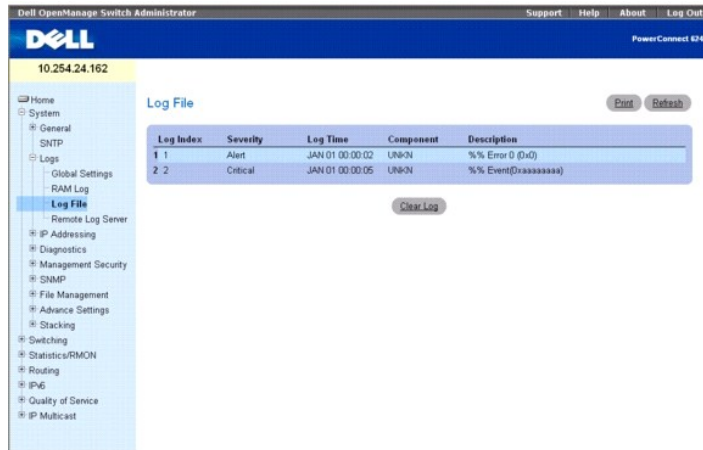 Dell OpenManage Switch Administrator
Support Help About Log Out
DELL
PowerConnect 624
10.254.24.162
Home
System
General
SNTP
Logs
Global Settings
RAM Log
Log File
Remote Log Server
IP Addressing
Diagnostics
Management Security
SNMP
File Management
Advance Settings
Stacking
Switching
Statistics/RMON
Routing
IPv6
Quality of Service
IP Multicast
Log File
Print Refresh
Log Index Severity Log Time Component Description
1 1 Alert JAN 01 00:00:02 UNKN %% Error 0 (0x0)
2 2 Critical JAN 01 00:00:05 UNKN %% Event(0xaaaaaaaa)
Clear Log